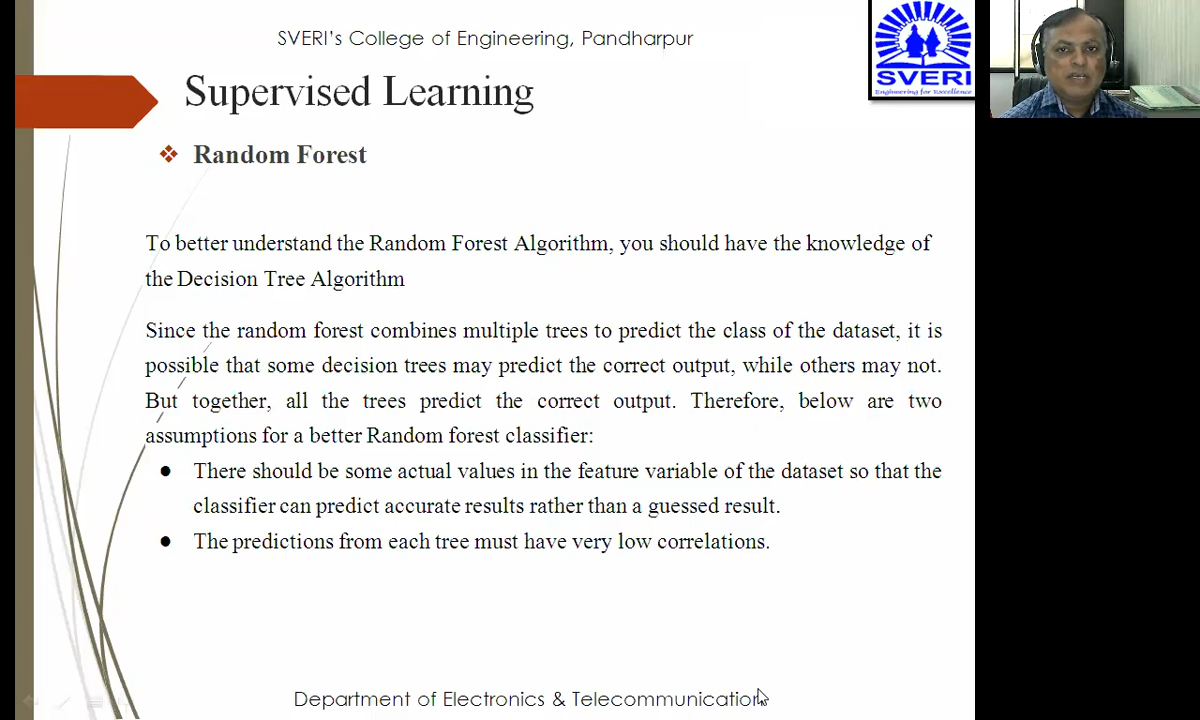 SVERI's College of Engineering, Pandharpur
SVERI
Engineering for Excellence
Supervised Learning
❖ Random Forest
To better understand the Random Forest Algorithm, you should have the knowledge of
the Decision Tree Algorithm
Since the random forest combines multiple trees to predict the class of the dataset, it is
possible that some decision trees may predict the correct output, while others may not.
But together, all the trees predict the correct output. Therefore, below are two
assumptions for a better Random forest classifier:
● There should be some actual values in the feature variable of the dataset so that the
classifier can predict accurate results rather than a guessed result.
● The predictions from each tree must have very low correlations.
Department of Electronics & Telecommunication